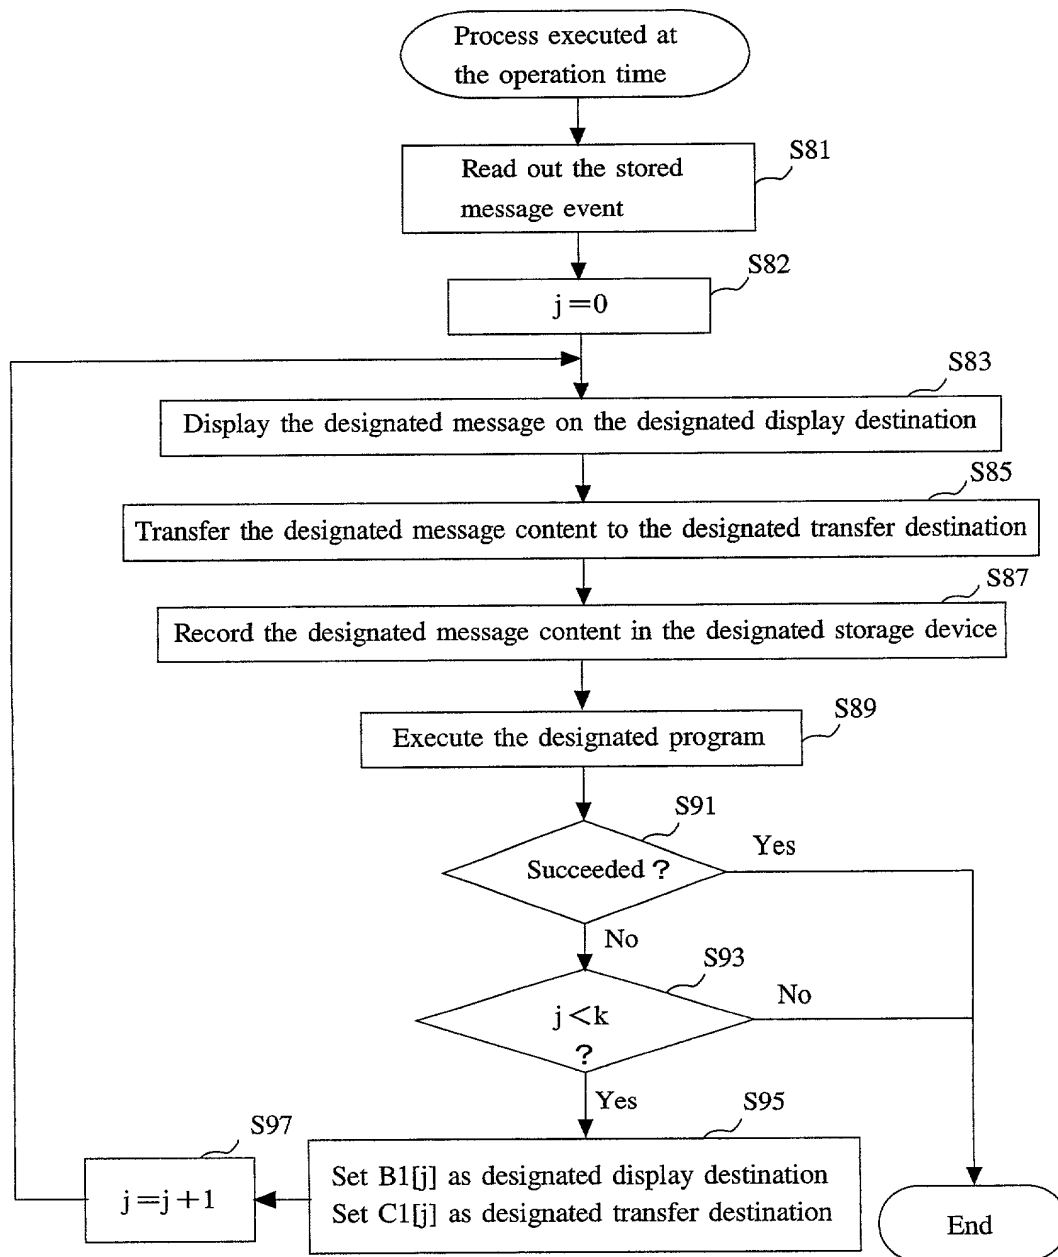 Process executed at
the operation time
S81
Read out the stored
message event
S82
j=0
S83
Display the designated message on the designated display destination
S85
Transfer the designated message content to the designated transfer destination
S87
Record the designated message content in the designated storage device
S89
Execute the designated program
S91
Succeeded ?
Yes
No
S93
j<k
?
No
Yes
S95
Set B1[j] as designated display destination
Set C1[j] as designated transfer destination
S97
j=j+1
End